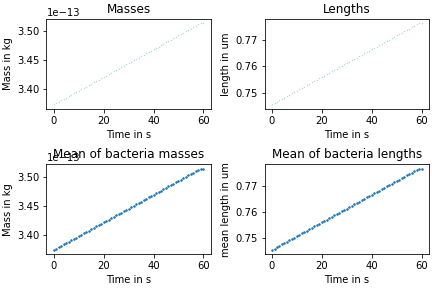 Masses
Lengths
1e−13
3.50
3.45
3.40
Mass in kg
0
20
40
60
Time in s
0.77
0.76
0.75
length in um
0
20
40
60
Time in s
Mean of bacteria masses
Mean of bacteria lengths
3.50
3.45
3.40
Mass in kg
0
20
40
60
Time in s
0.77
0.76
0.75
mean length in um
0
20
40
60
Time in s